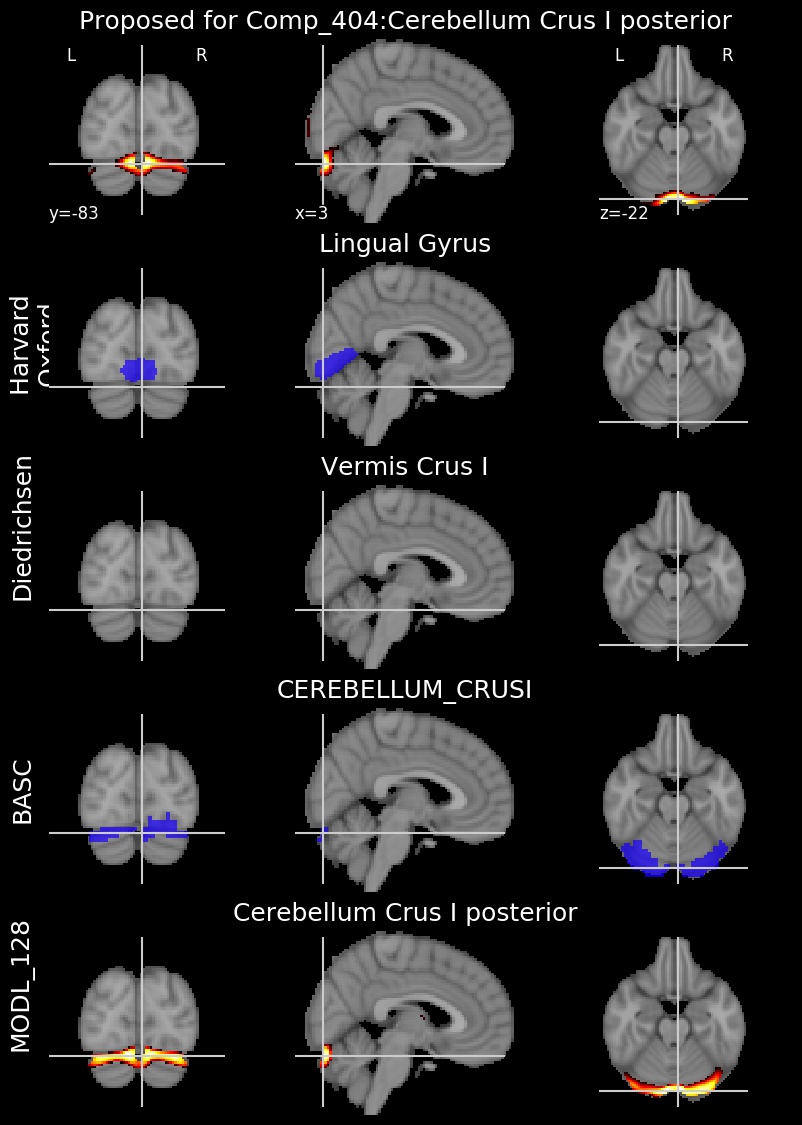 Proposed for Comp_404:Cerebellum Crus I posterior
L R L R
y=-83 x=3 z=-22
Lingual Gyrus
Harvard
Oxford
Vermis Crus I
Diedrichsen
CEREBELLUM_CRUSI
BASC
Cerebellum Crus I posterior
MODL_128